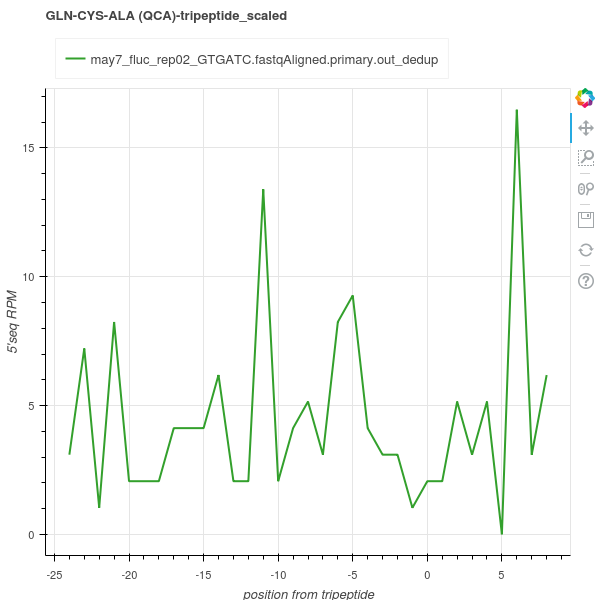 GLN-CYS-ALA (QCA)-tripeptide_scaled
may7_fluc_rep02_GTGATC.fastqAligned.primary.out_dedup
15
10
5
0
5'seq RPM
-25 -20 -15 -10 -5 0 5
position from tripeptide